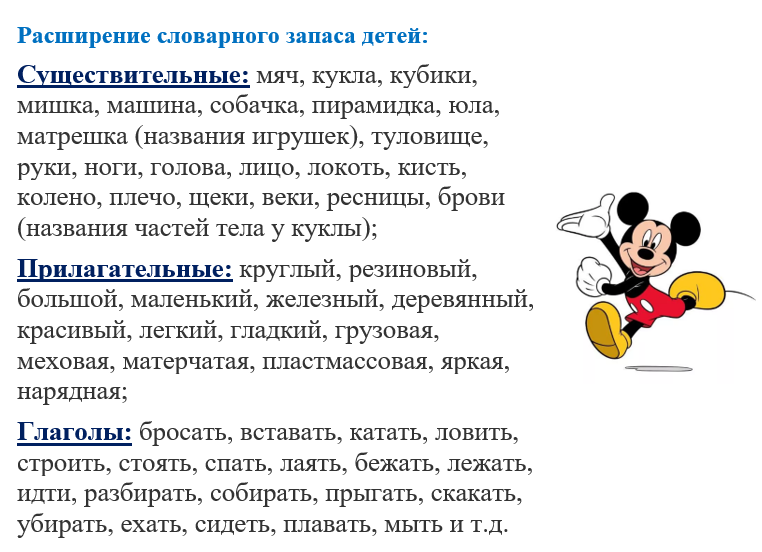 Расширение словарного запаса детей:
Существительные: мяч, кукла, кубики,
мишка, машина, собачка, пирамидка, юла,
матрешка (названия игрушек), туловище,
руки, ноги, голова, лицо, локоть, кисть,
колено, плечо, щеки, веки, ресницы, брови
(названия частей тела у куклы);
Прилагательные: круглый, резиновый,
большой, маленький, железный, деревянный,
красивый, легкий, гладкий, грузовая,
меховая, матерчатая, пластмассовая, яркая,
нарядная;
Глаголы: бросать, вставать, катать, ловить,
строить, стоять, спать, лаять, бежать, лежать,
идти, разбирать, собирать, прыгать, скакать,
убирать, ехать, сидеть, плавать, мыть и т.д.